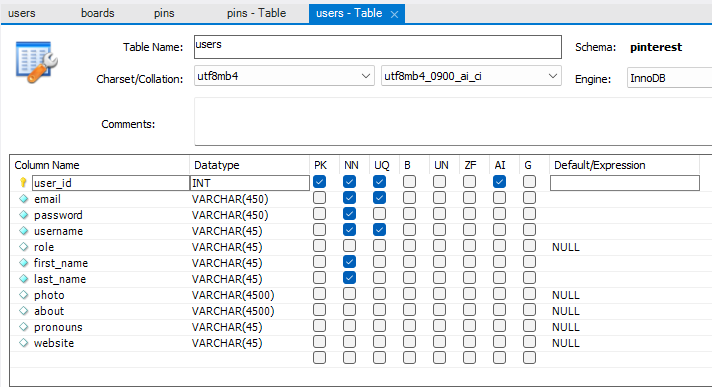 users boards pins pins - Table users - Table
Table Name: users Schema: pinterest
Charset/Collation: utf8mb4 utf8mb4_0900_ai_ci Engine: InnoDB
Comments:
Column Name Datatype PK NN UQ B UN ZF AI G Default/Expression
user_id INT
email VARCHAR(450)
password VARCHAR(450)
username VARCHAR(45)
role VARCHAR(45) NULL
first_name VARCHAR(45)
last_name VARCHAR(45)
photo VARCHAR(4500) NULL
about VARCHAR(4500) NULL
pronouns VARCHAR(45) NULL
website VARCHAR(45) NULL